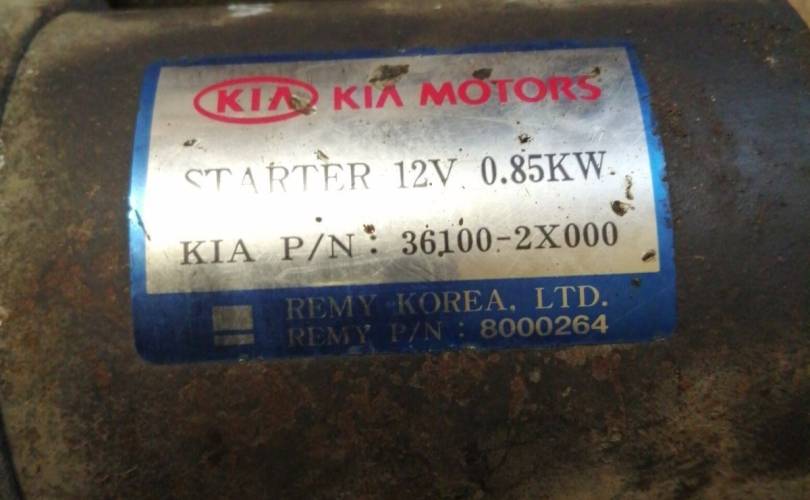 KIA KIA MOTORS
STARTER 12V 0.85KW
KIA P/N : 36100-2X000
REMY KOREA, LTD.
REMY P/N : 8000264